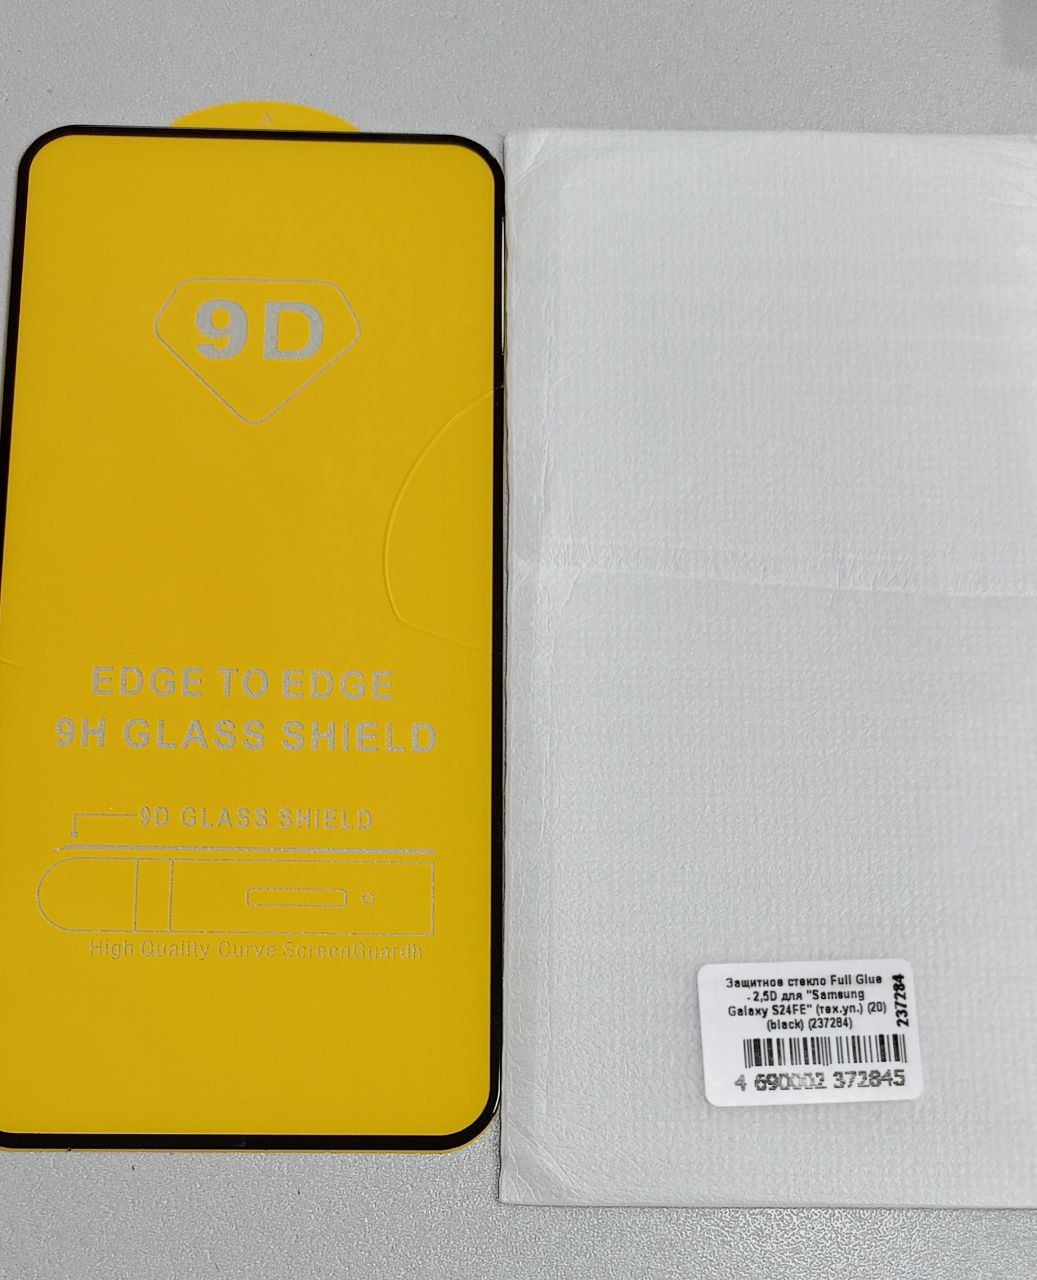 9D
EDGE TO EDGE
9H GLASS SHIELD
9D GLASS SHIELD
High Quality Curve ScreenGuardh
Защитное стекло Full Glue
- 2,5D для "Samsung
Galaxy S24FE" (тех.уп.) (20)
(black) (237284)
237284
4 690002 372845